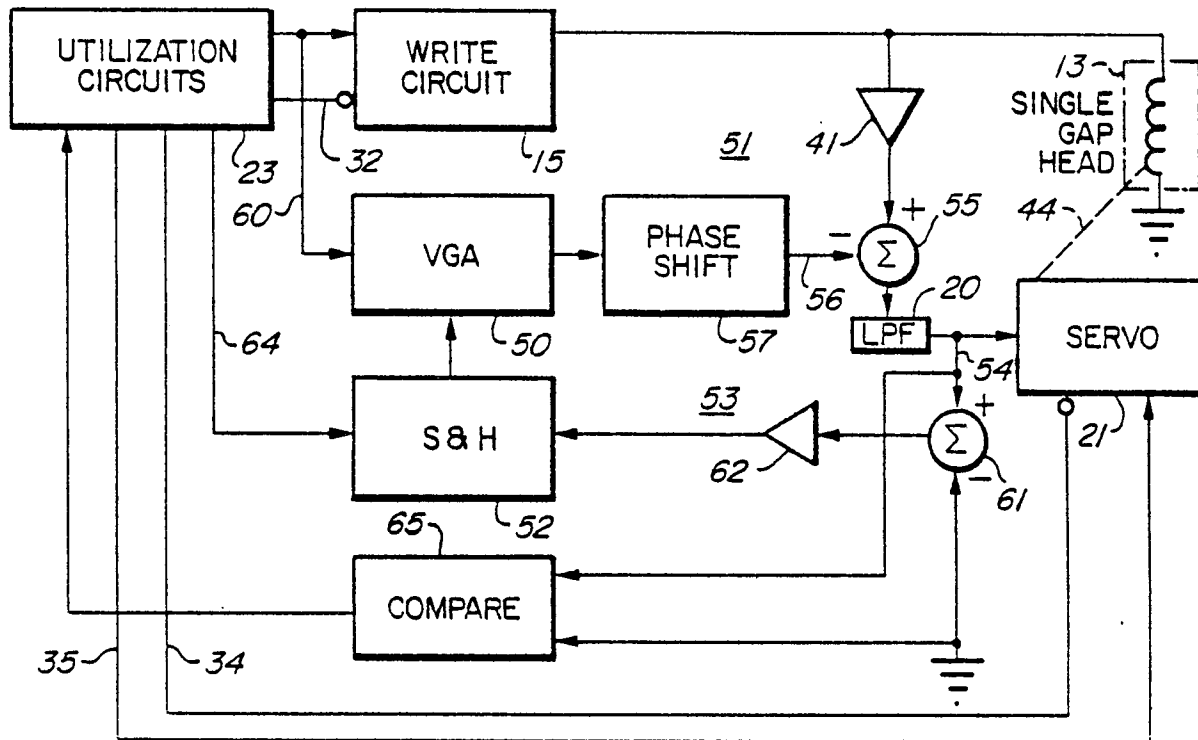 UTILIZATION
CIRCUITS
23
WRITE
CIRCUIT
15
32
60
41
51
13
SINGLE
GAP
HEAD
44
VGA
50
PHASE
SHIFT
57
56
−
+
55
Σ
20
LPF
54
SERVO
21
64
S & H
52
53
62
+
Σ
−
61
65
COMPARE
35
34